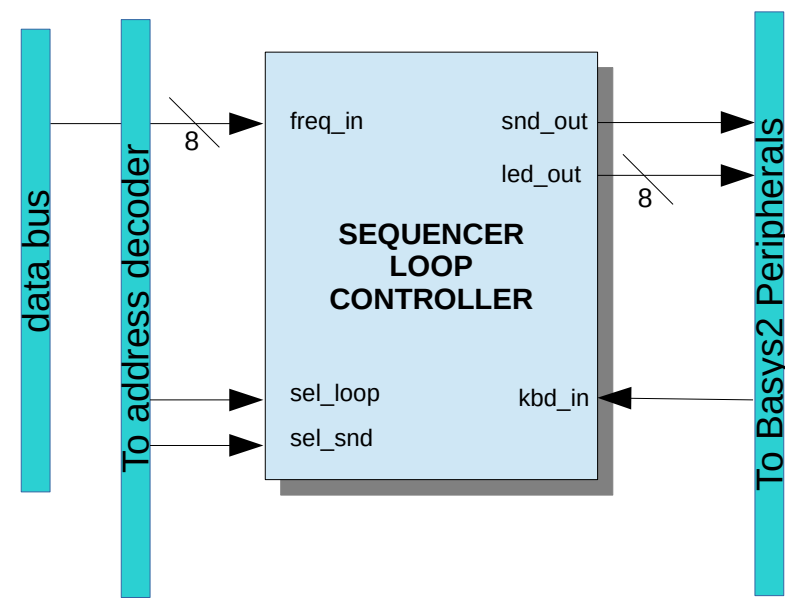 data bus
To address decoder
8
freq_in
sel_loop
sel_snd
SEQUENCER
LOOP
CONTROLLER
snd_out
led_out
8
kbd_in
To Basys2 Peripherals